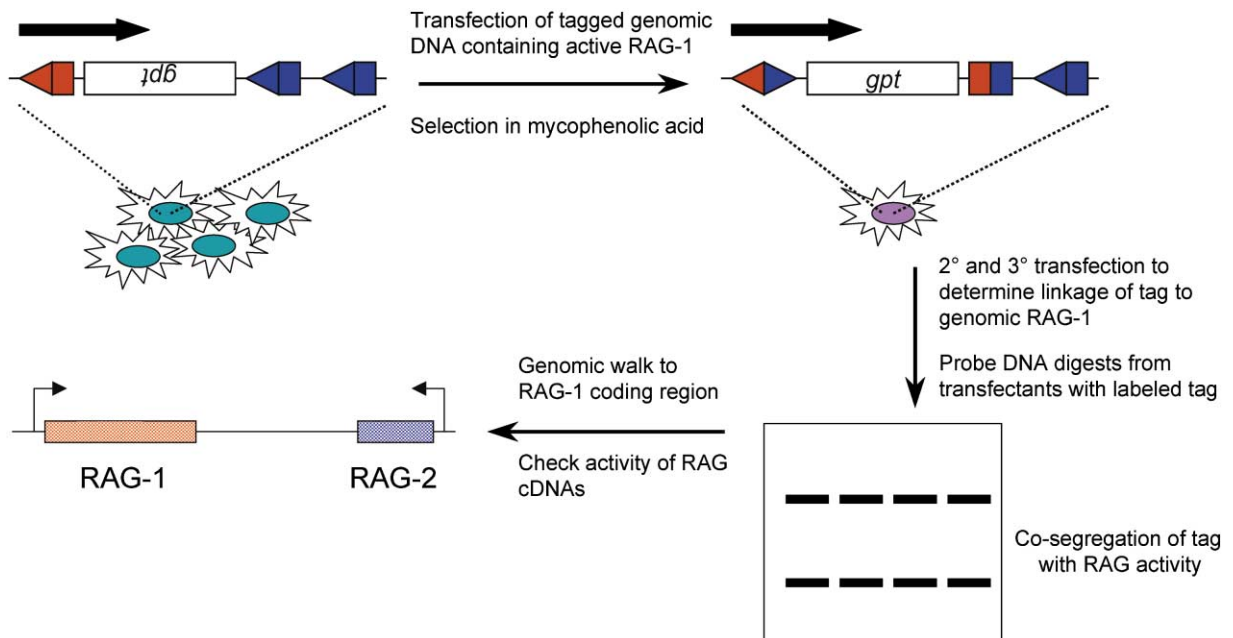 Transfection of tagged genomic
DNA containing active RAG-1
gpt
gpt
Selection in mycophenolic acid
2° and 3° transfection to
determine linkage of tag to
genomic RAG-1
Probe DNA digests from
transfectants with labeled tag
Genomic walk to
RAG-1 coding region
Check activity of RAG
cDNAs
RAG-1
RAG-2
Co-segregation of tag
with RAG activity